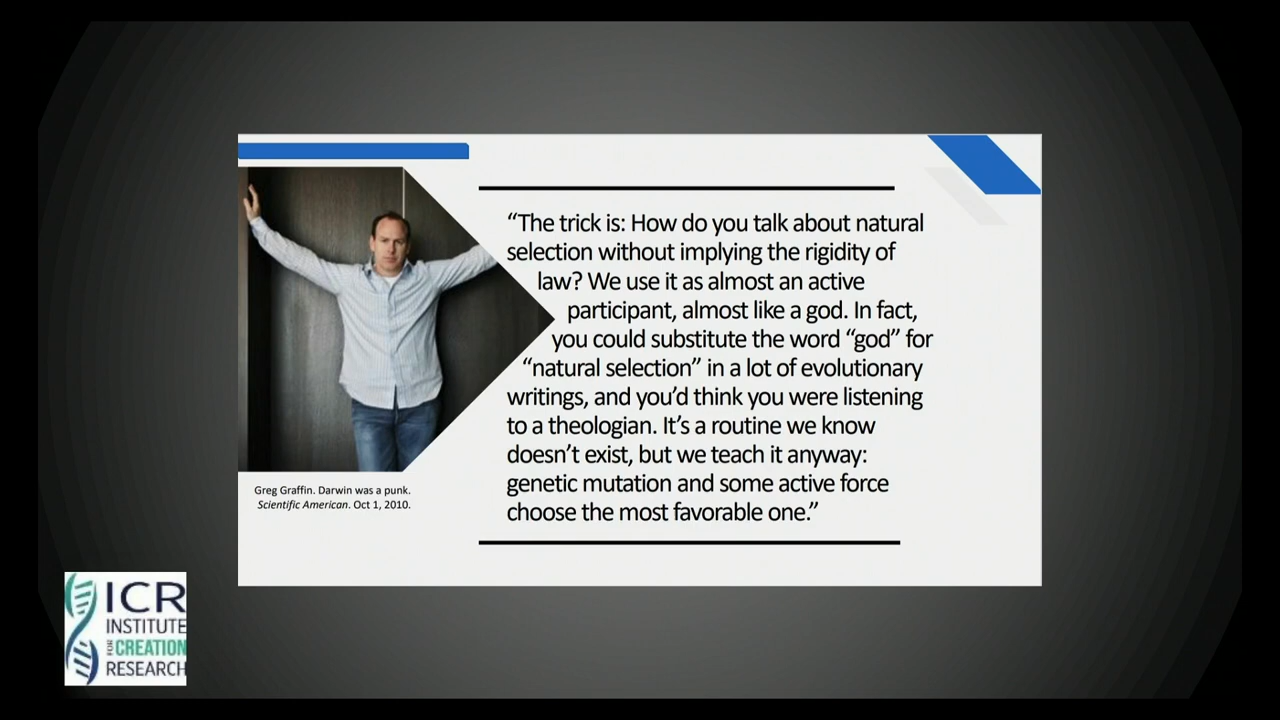 “The trick is: How do you talk about natural
selection without implying the rigidity of
law? We use it as almost an active
participant, almost like a god. In fact,
you could substitute the word “god” for
“natural selection” in a lot of evolutionary
writings, and you’d think you were listening
to a theologian. It’s a routine we know
doesn’t exist, but we teach it anyway:
genetic mutation and some active force
choose the most favorable one.”
Greg Graffin. Darwin was a punk.
Scientific American. Oct 1, 2010.
ICR
INSTITUTE
FOR CREATION
RESEARCH